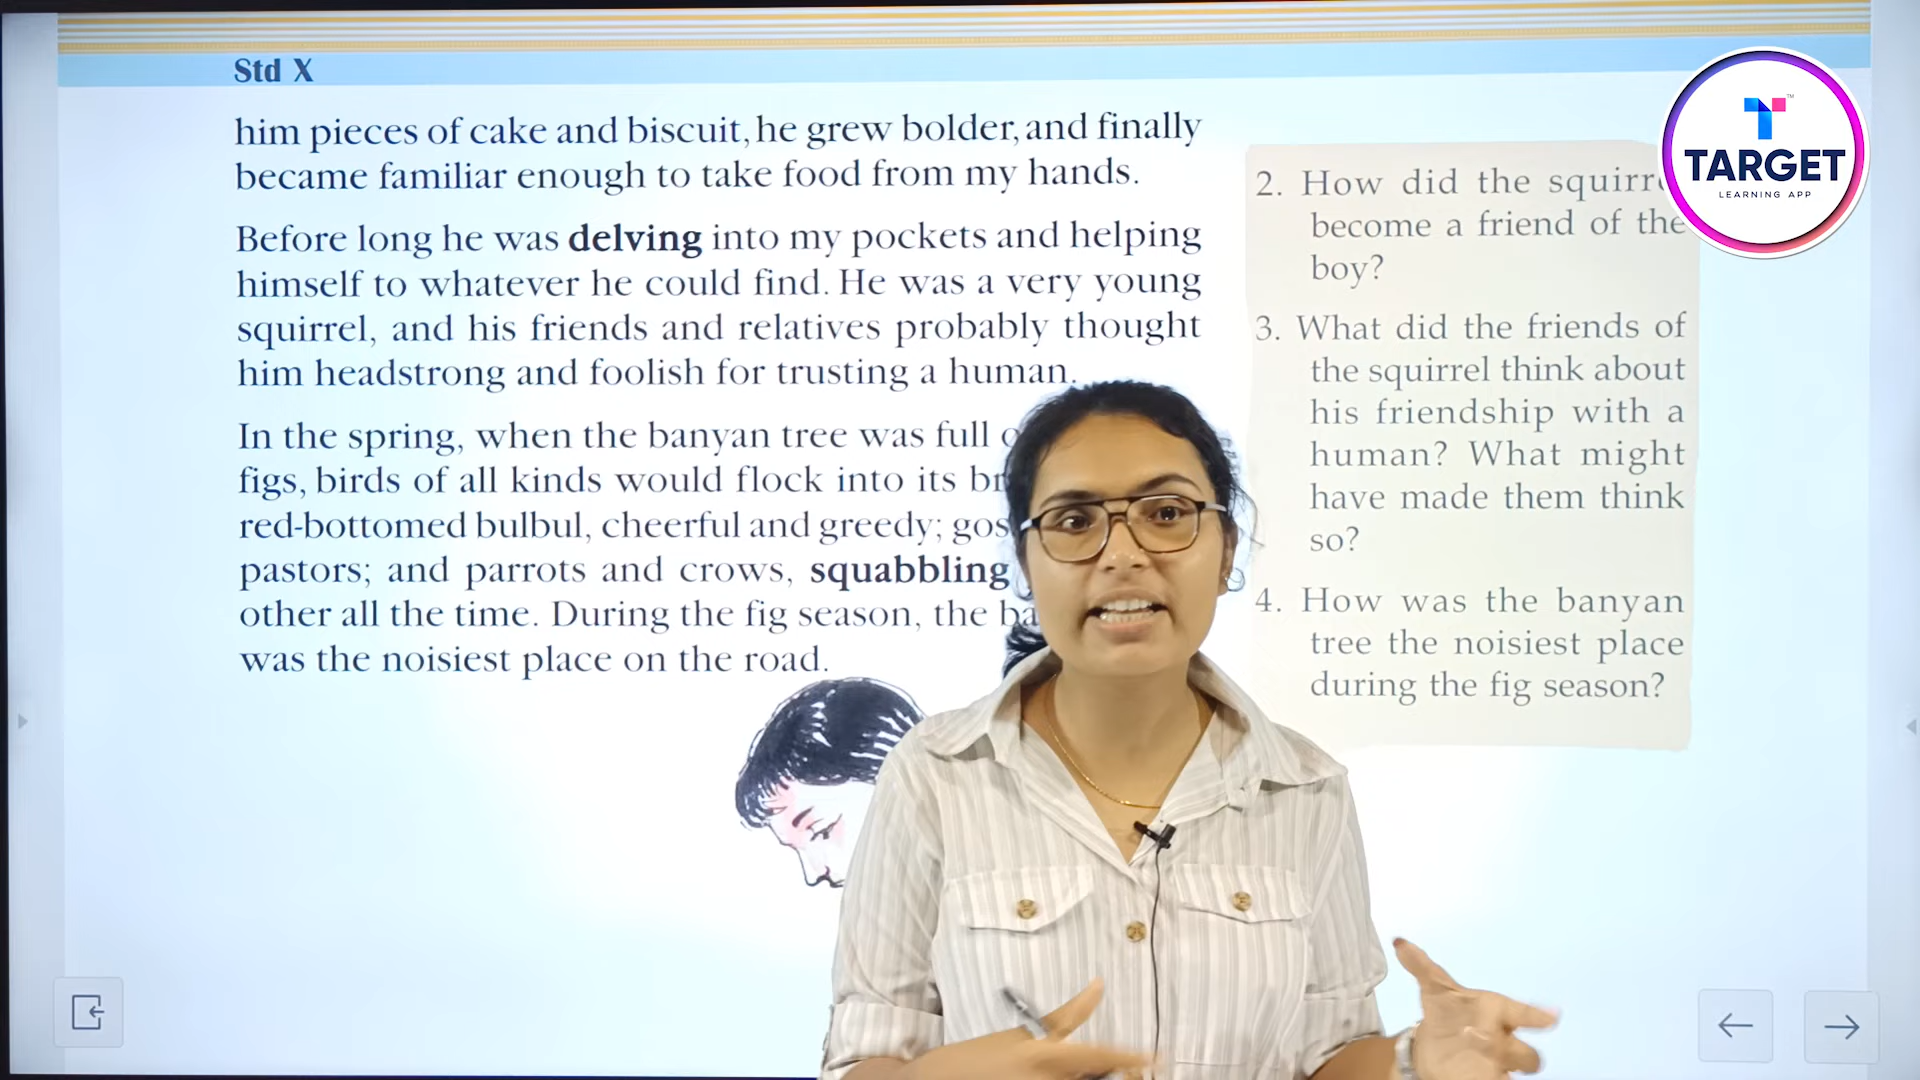 Std X
him pieces of cake and biscuit, he grew bolder, and finally
became familiar enough to take food from my hands.
Before long he was delving into my pockets and helping
himself to whatever he could find. He was a very young
squirrel, and his friends and relatives probably thought
him headstrong and foolish for trusting a human.
In the spring, when the banyan tree was full
figs, birds of all kinds would flock into its
red-bottomed bulbul, cheerful and greedy;
pastors; and parrots and crows, squabbling
other all the time. During the fig season, the
was the noisiest place on the road.
2. How did the
become a friend of the
boy?
3. What did the friends of
the squirrel think about
his friendship with a
human? What might
have made them think
so?
4. How was the banyan
tree the noisiest place
during the fig season?
T™
TARGET
LEARNING APP